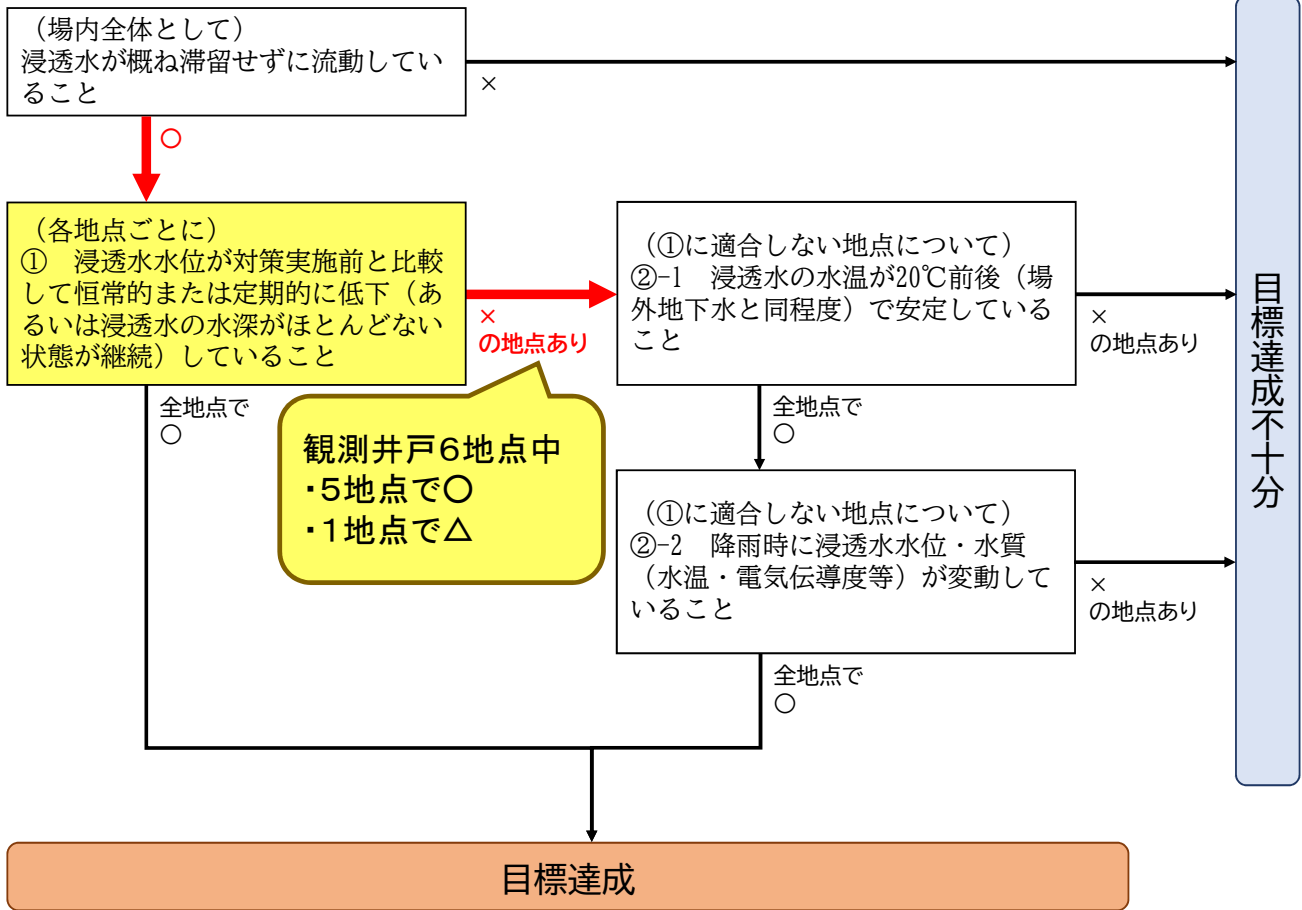 （場内全体として）
浸透水が概ね滞留せずに流動してい
ること
×
○
（各地点ごとに）
①　浸透水水位が対策実施前と比較
して恒常的または定期的に低下（あ
るいは浸透水の水深がほとんどない
状態が継続）していること
×
の地点あり
全地点で
○
観測井戸６地点中
・５地点で○
・１地点で△
（①に適合しない地点について）
②-1　浸透水の水温が20℃前後（場
外地下水と同程度）で安定している
こと
×
の地点あり
全地点で
○
（①に適合しない地点について）
②-2　降雨時に浸透水水位・水質
（水温・電気伝導度等）が変動して
いること
×
の地点あり
全地点で
○
目標達成不十分
目標達成